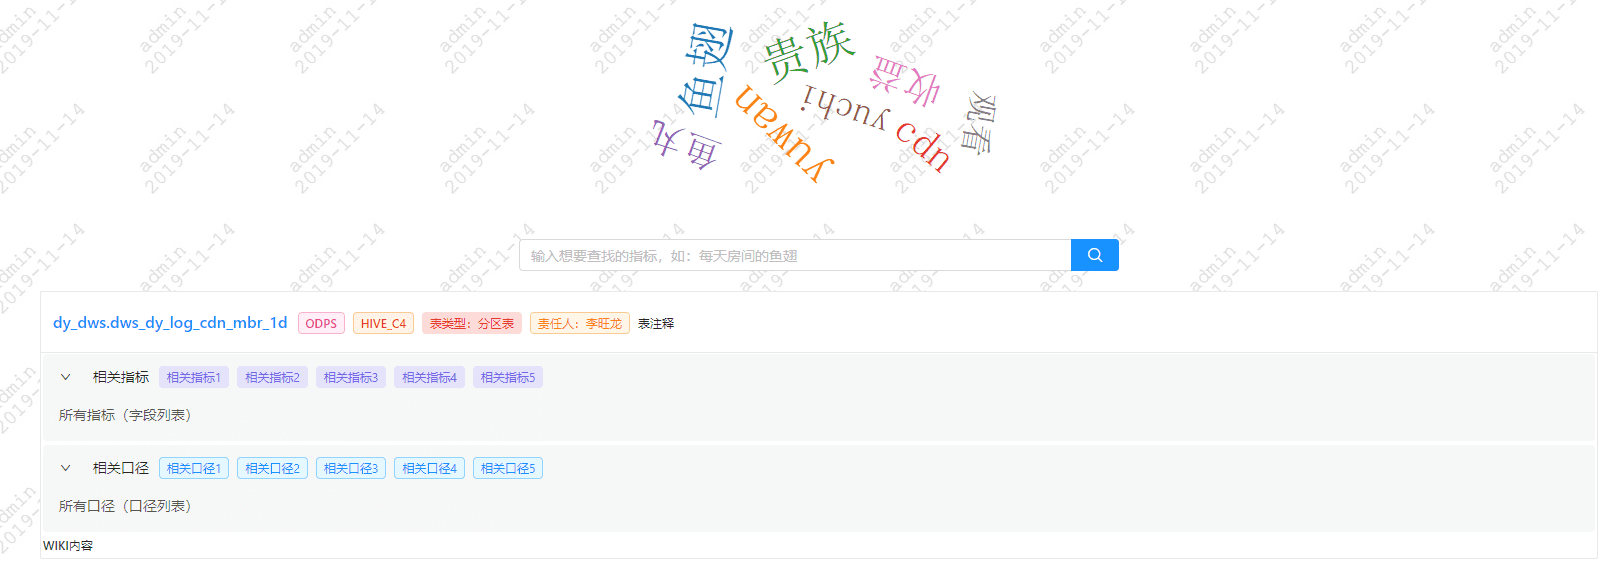 鱼翅
贵族
收益
观看
鱼丸
yuwan
yuchi
cdn
输入想要查找的指标，如：每天房间的鱼翅
dy_dws.dws_dy_log_cdn_mbr_1d ODPS HIVE_C4 表类型：分区表 责任人：李旺龙 表注释
相关指标 相关指标1 相关指标2 相关指标3 相关指标4 相关指标5
所有指标（字段列表）
相关口径 相关口径1 相关口径2 相关口径3 相关口径4 相关口径5
所有口径（口径列表）
WIKI内容
admin
2019-11-14